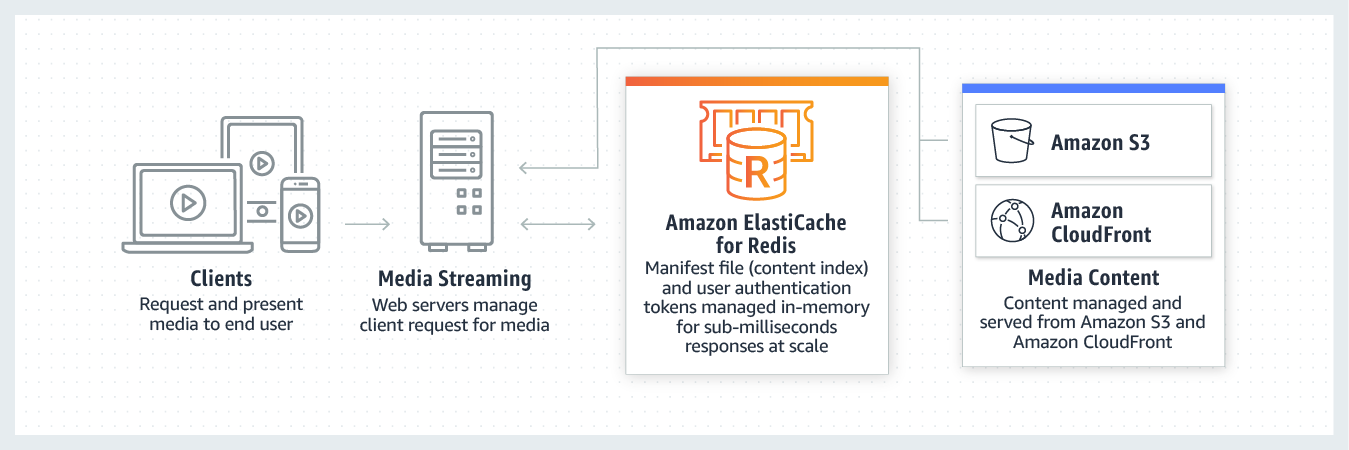 Clients
Request and present
media to end user
Media Streaming
Web servers manage
client request for media
R
Amazon ElastiCache
for Redis
Manifest file (content index)
and user authentication
tokens managed in-memory
for sub-milliseconds
responses at scale
Amazon S3
Amazon
CloudFront
Media Content
Content managed and
served from Amazon S3 and
Amazon CloudFront